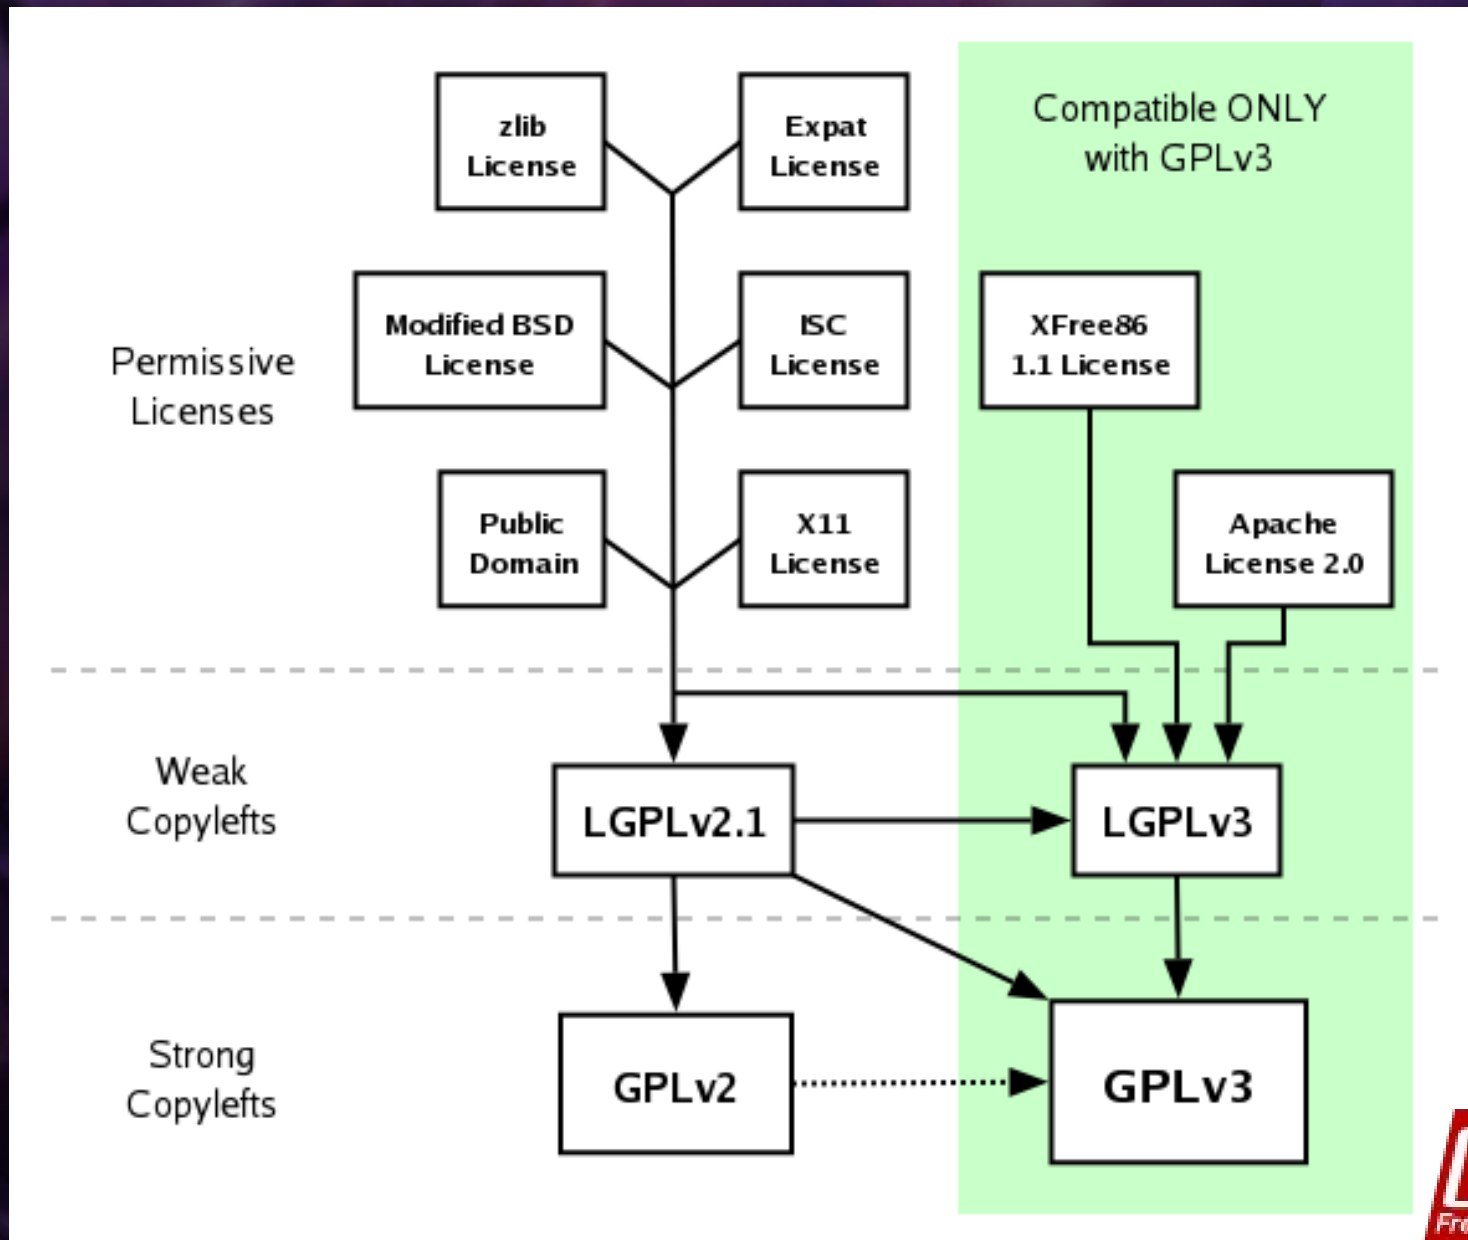 zlib
License
Expat
License
Compatible ONLY
with GPLv3
Permissive
Licenses
Modified BSD
License
ISC
License
XFree86
1.1 License
Public
Domain
X11
License
Apache
License 2.0
Weak
Copylefts
LGPLv2.1
LGPLv3
Strong
Copylefts
GPLv2
GPLv3